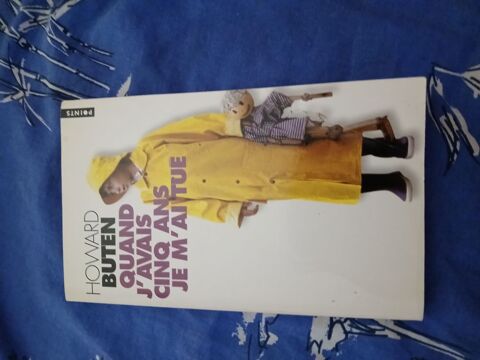 POINTS
HOWARD
BUTEN
QUAND
J'AVAIS
CINQ ANS
JE M'AI TUÉ